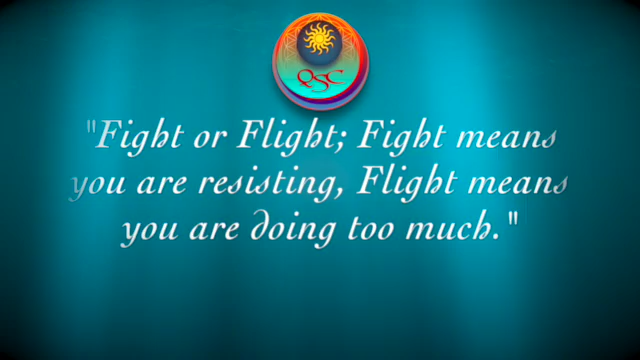 QSC
"Fight or Flight; Fight means
you are resisting, Flight means
you are doing too much."